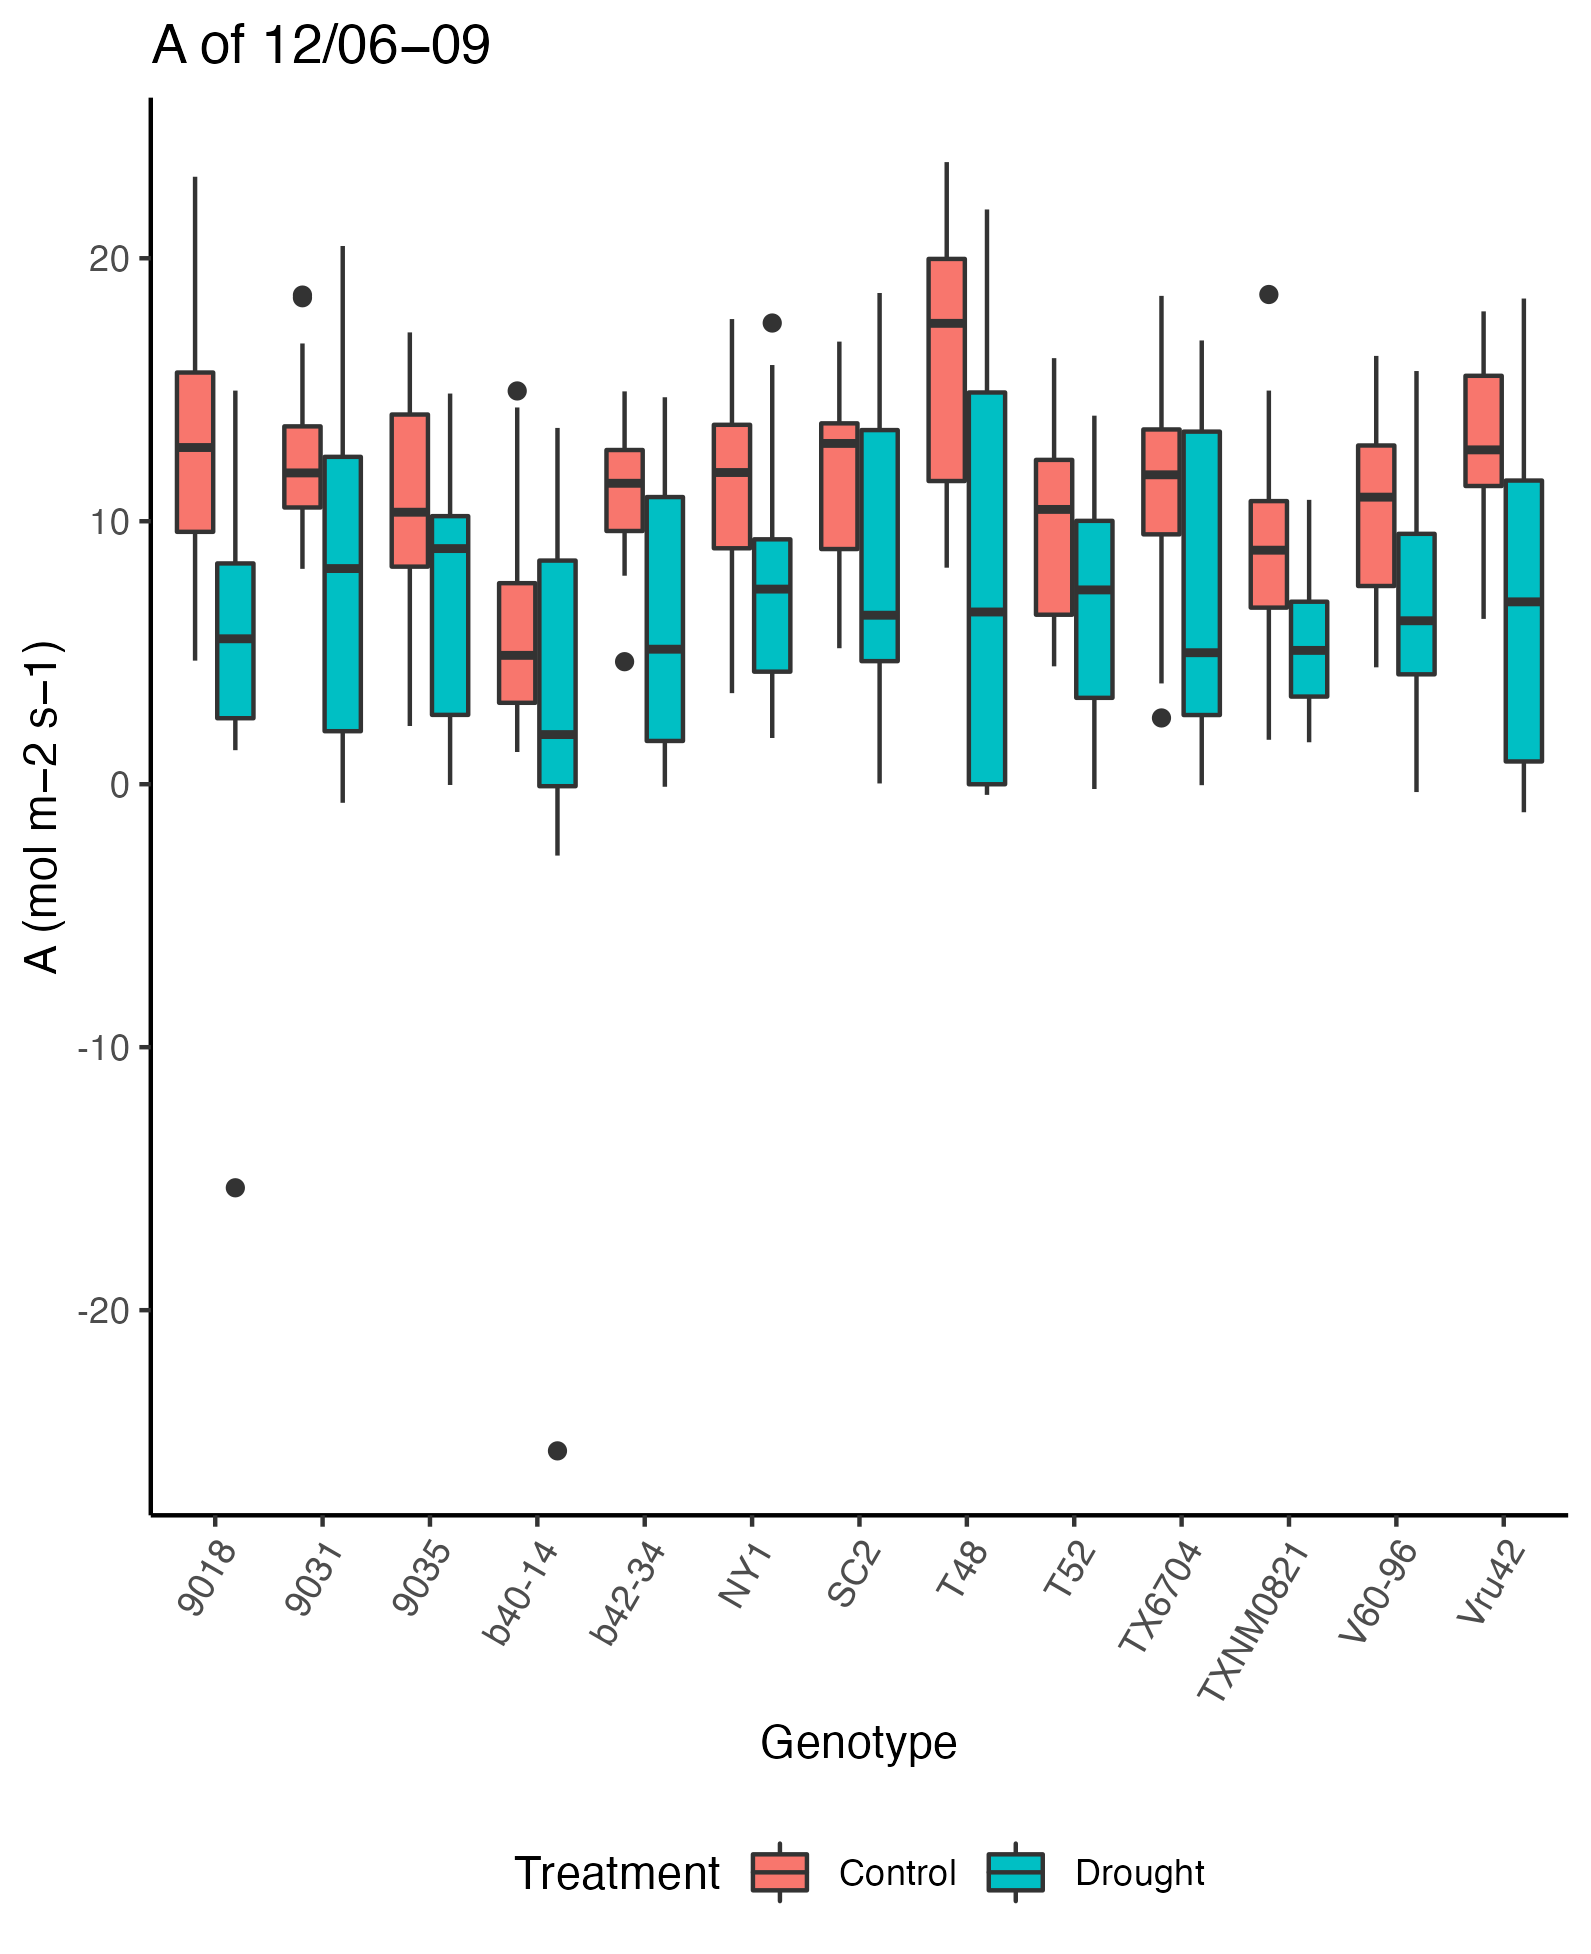 A of 12/06−09
A (mol m−2 s−1)
20
10
0
-10
-20
9018
9031
9035
b40-14
b42-34
NY1
SC2
T48
T52
TX6704
TXNM0821
V60-96
Vru42
Genotype
Treatment Control Drought